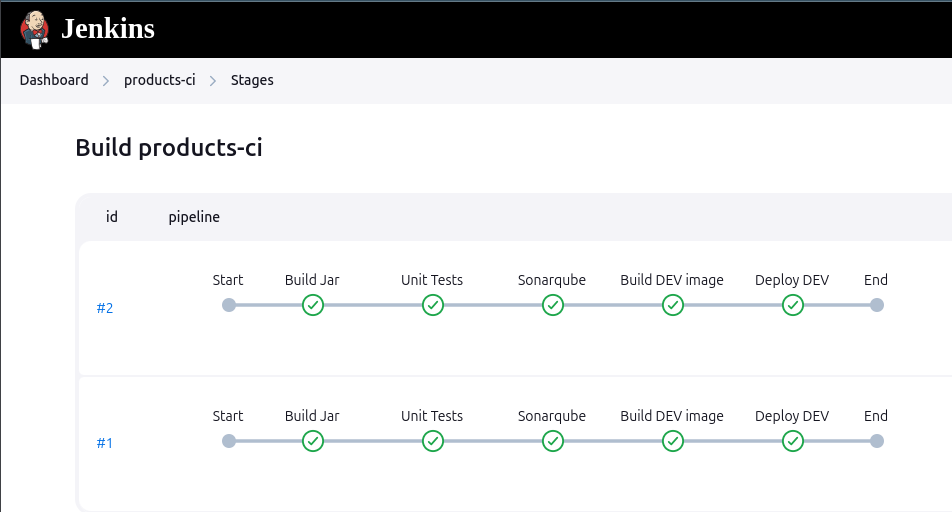 Jenkins
Dashboard > products-ci > Stages
Build products-ci
id pipeline
Start Build Jar Unit Tests Sonarqube Build DEV image Deploy DEV End
#2
Start Build Jar Unit Tests Sonarqube Build DEV image Deploy DEV End
#1